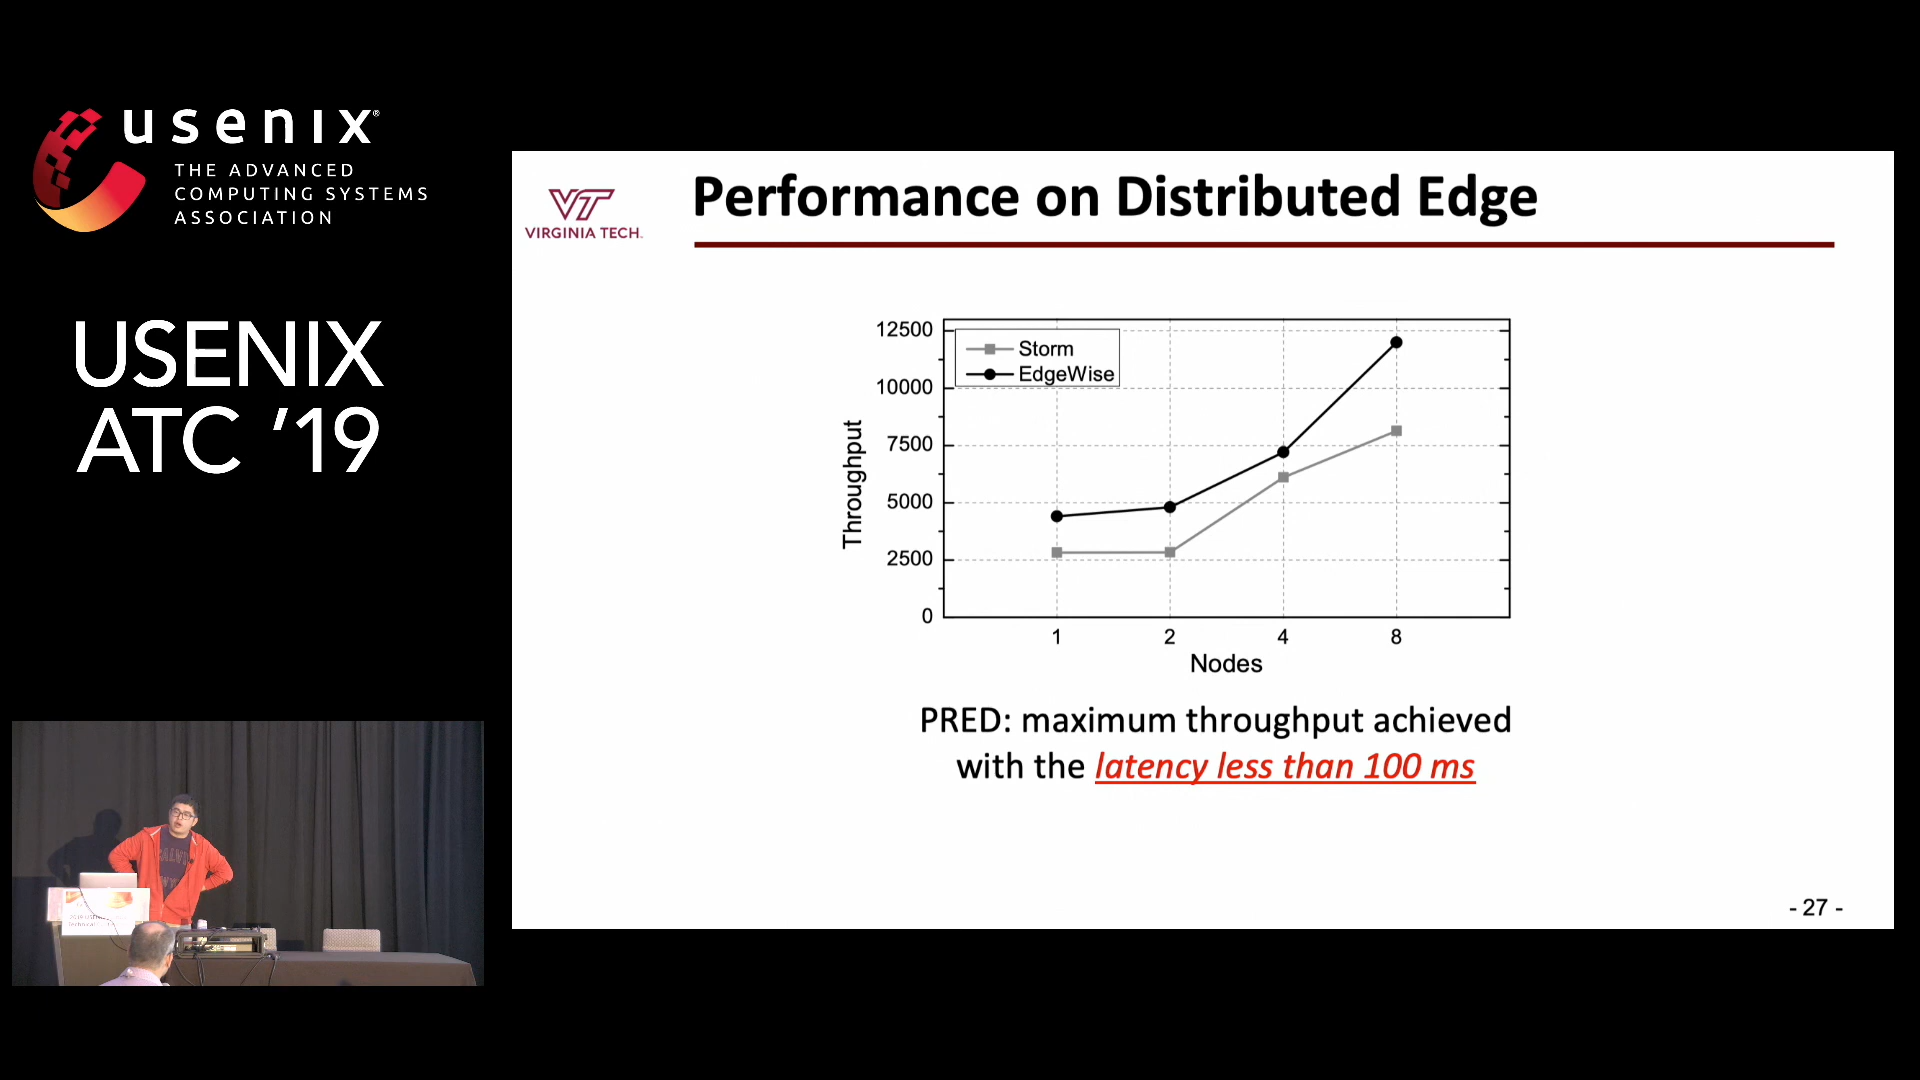 usenix®
THE ADVANCED
COMPUTING SYSTEMS
ASSOCIATION
USENIX
ATC ’19
VIRGINIA TECH.
Performance on Distributed Edge
Storm
EdgeWise
12500
10000
7500
5000
2500
0
Throughput
1 2 4 8
Nodes
PRED: maximum throughput achieved
with the latency less than 100 ms
- 27 -